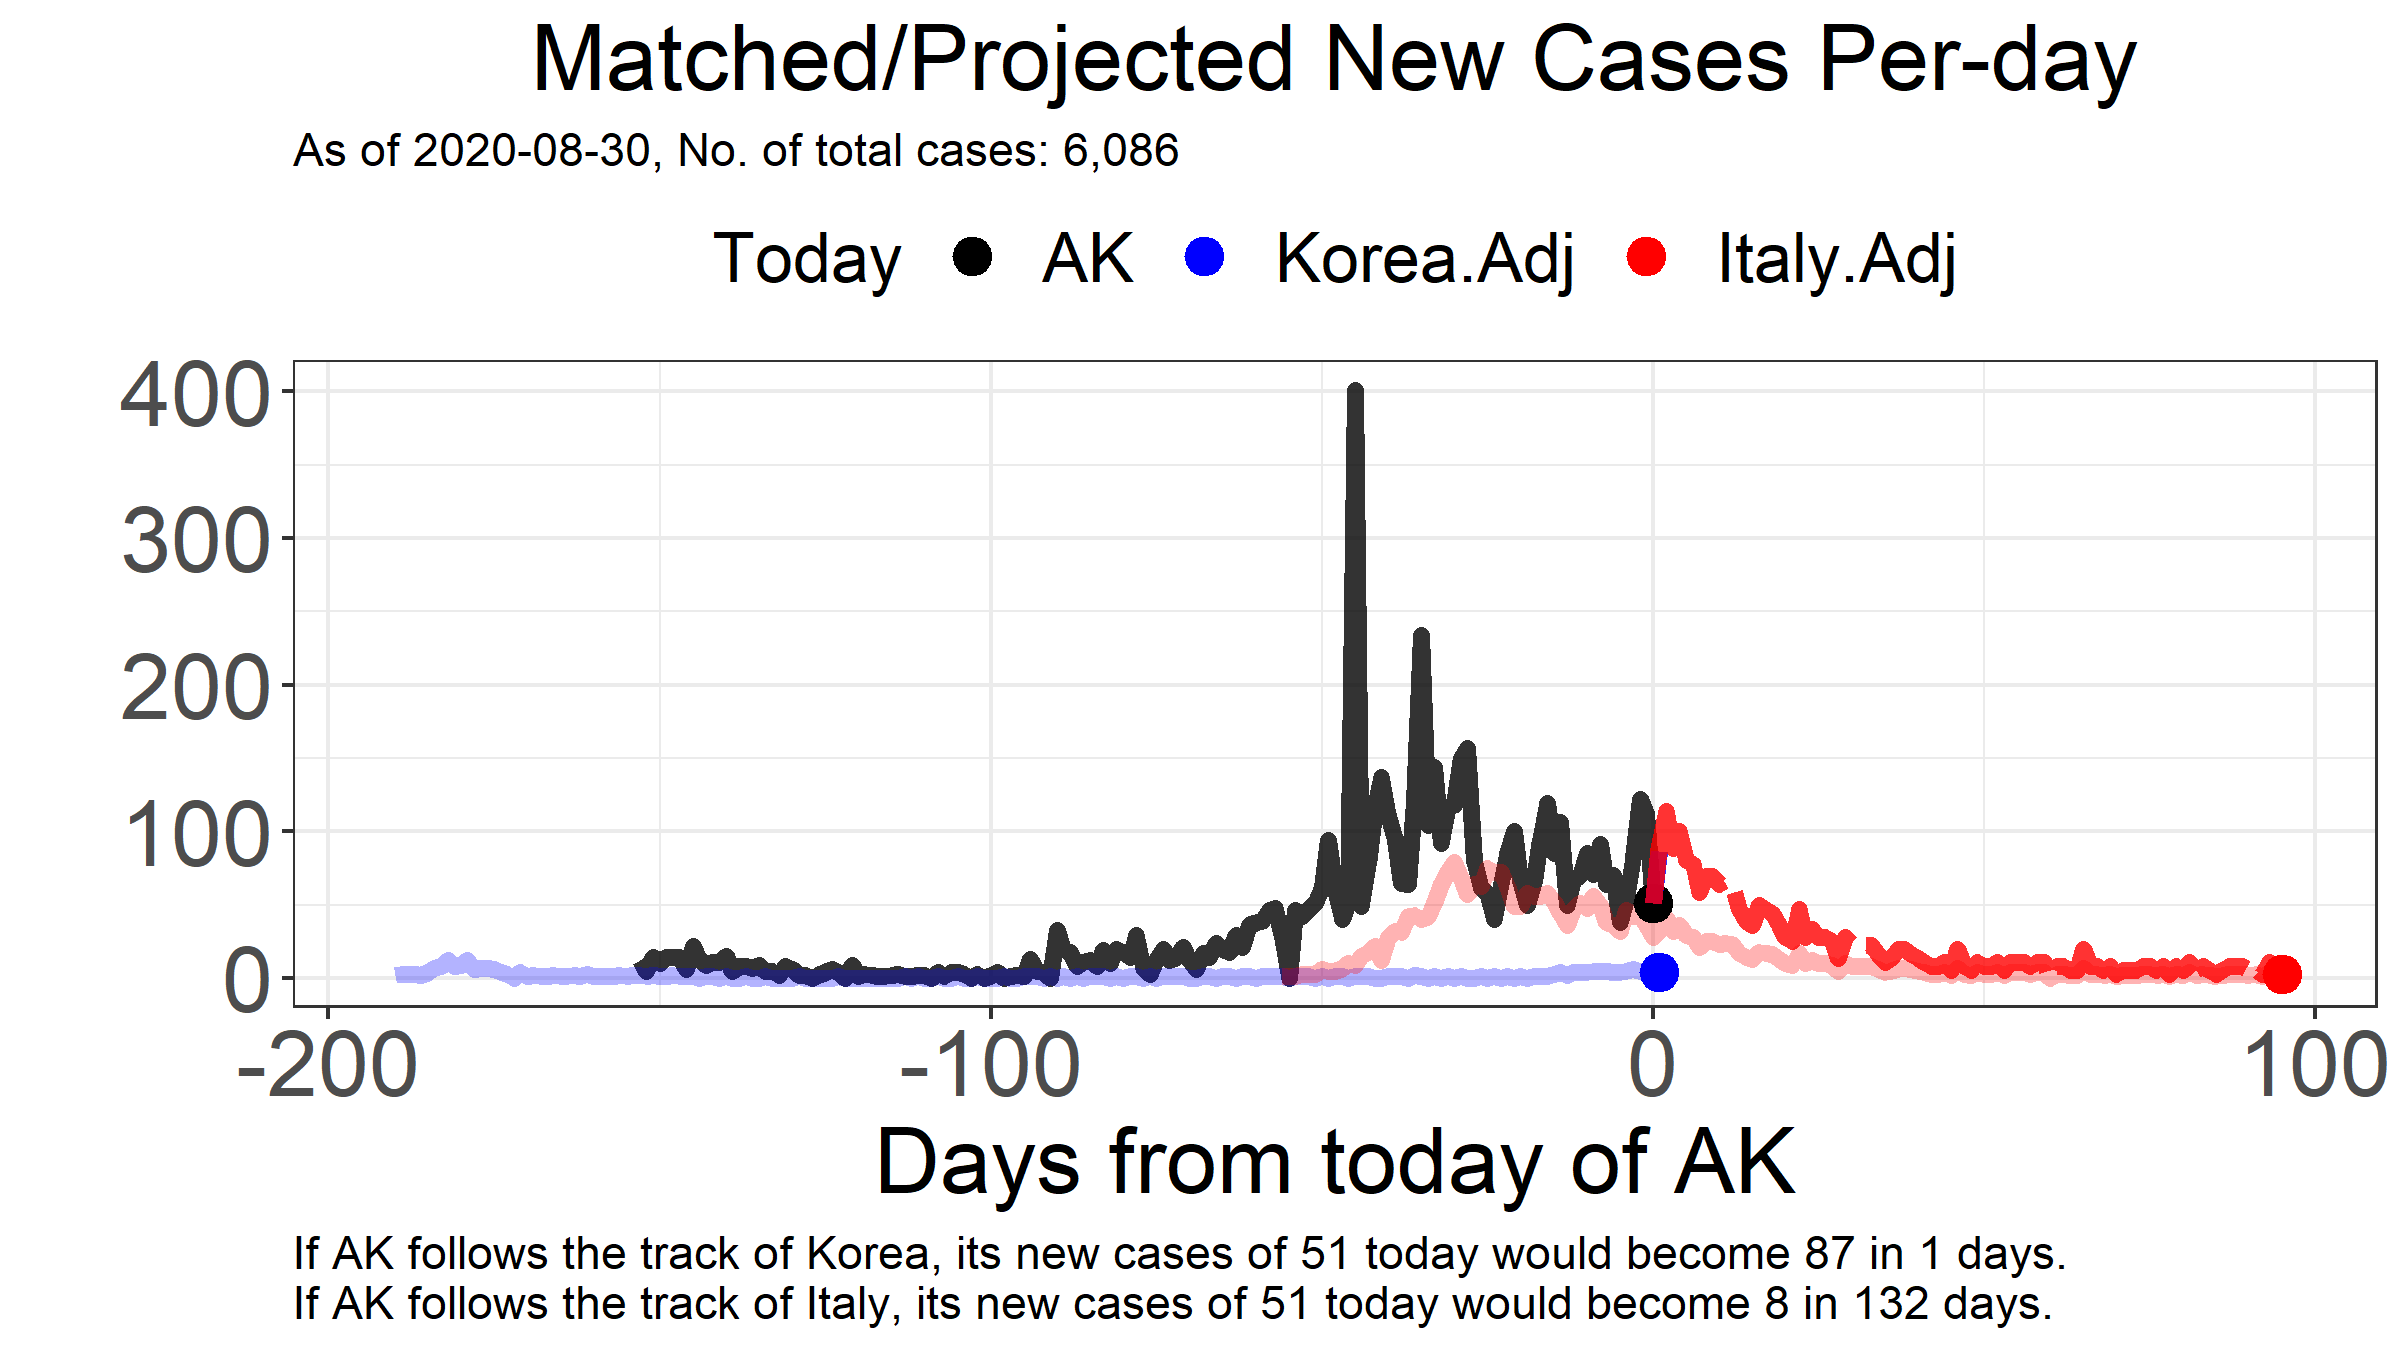 Matched/Projected New Cases Per-day
As of 2020-08-30, No. of total cases: 6,086
Today AK Korea.Adj Italy.Adj
400
300
200
100
0
-200 -100 0 100
Days from today of AK
If AK follows the track of Korea, its new cases of 51 today would become 87 in 1 days.
If AK follows the track of Italy, its new cases of 51 today would become 8 in 132 days.